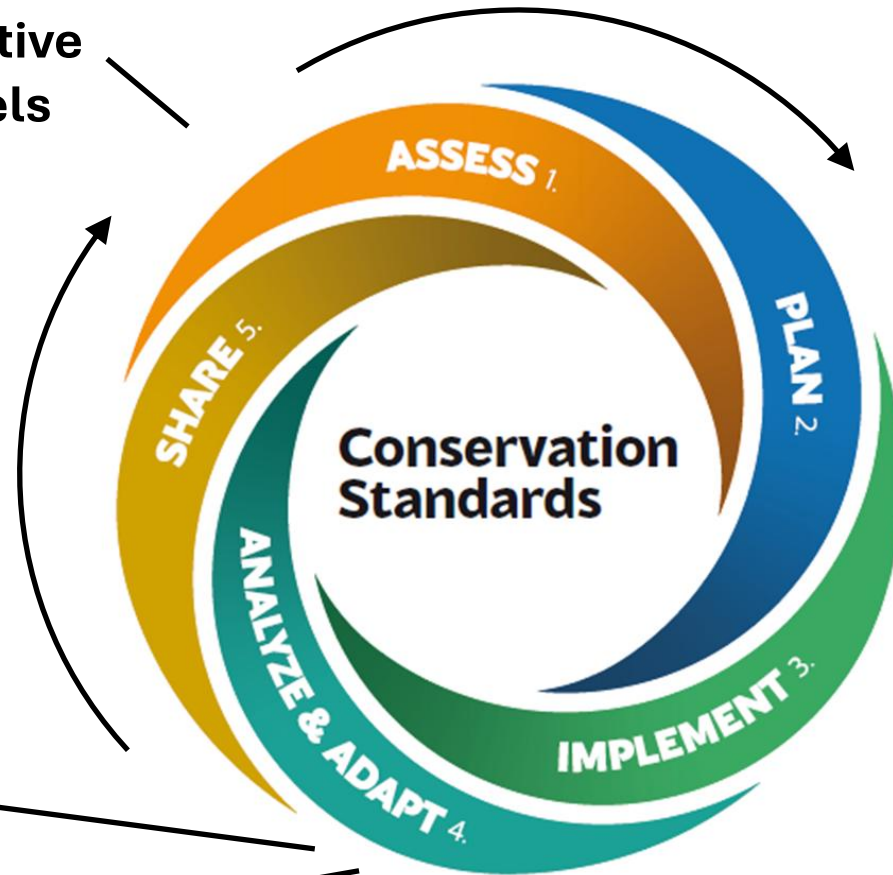 tive
els
ASSESS 1.
PLAN 2.
IMPLEMENT 3.
ANALYZE & ADAPT 4.
SHARE 5.
Conservation
Standards